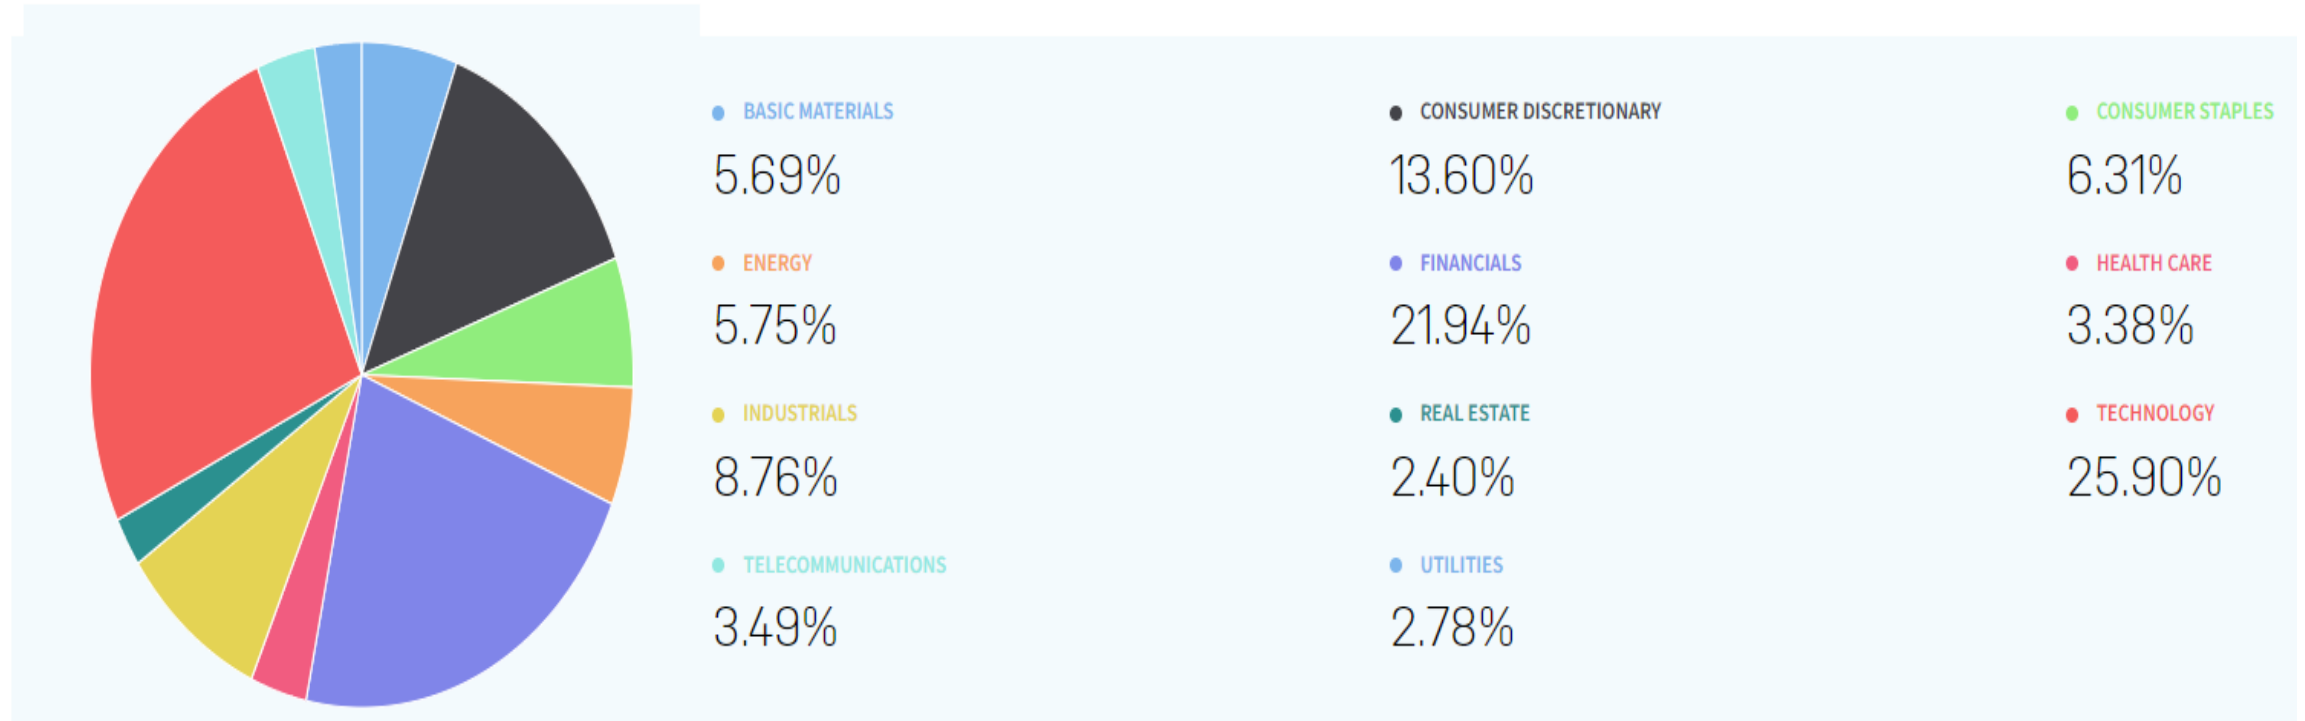 BASIC MATERIALS
5.69%
CONSUMER DISCRETIONARY
13.60%
CONSUMER STAPLES
6.31%
ENERGY
5.75%
FINANCIALS
21.94%
HEALTH CARE
3.38%
INDUSTRIALS
8.76%
REAL ESTATE
2.40%
TECHNOLOGY
25.90%
TELECOMMUNICATIONS
3.49%
UTILITIES
2.78%